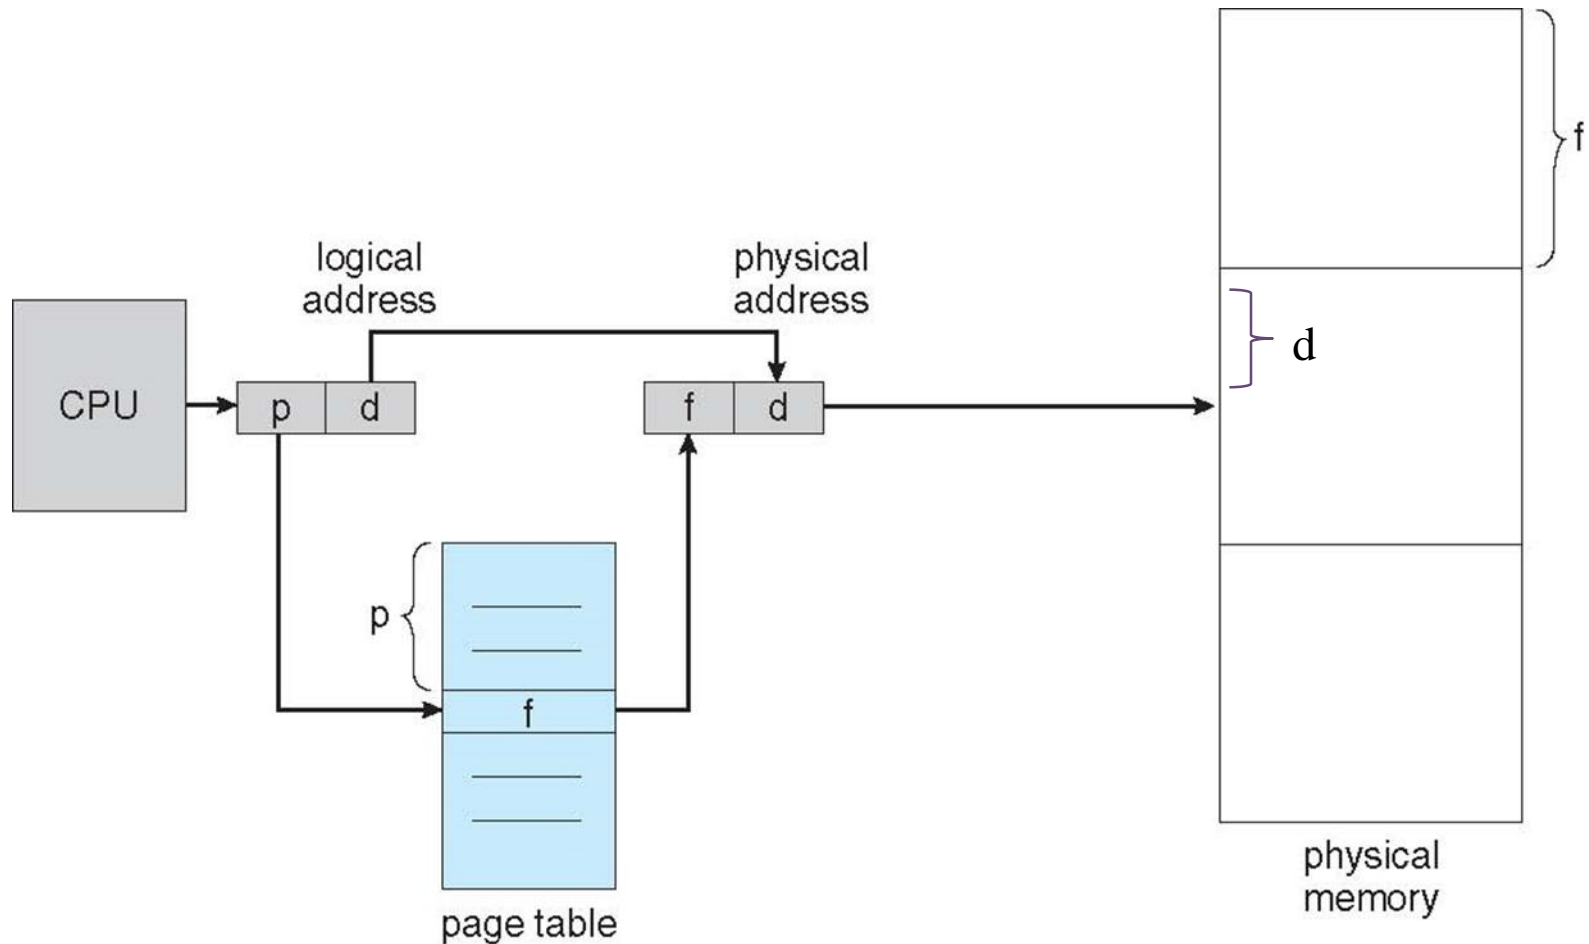 f
logical
address
physical
address
d
CPU
p
d
f
d
p
f
page table
physical
memory